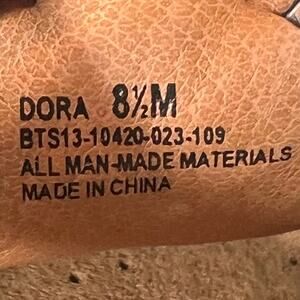 DORA 8½M
BTS13-10420-023-109
ALL MAN-MADE MATERIALS
MADE IN CHINA